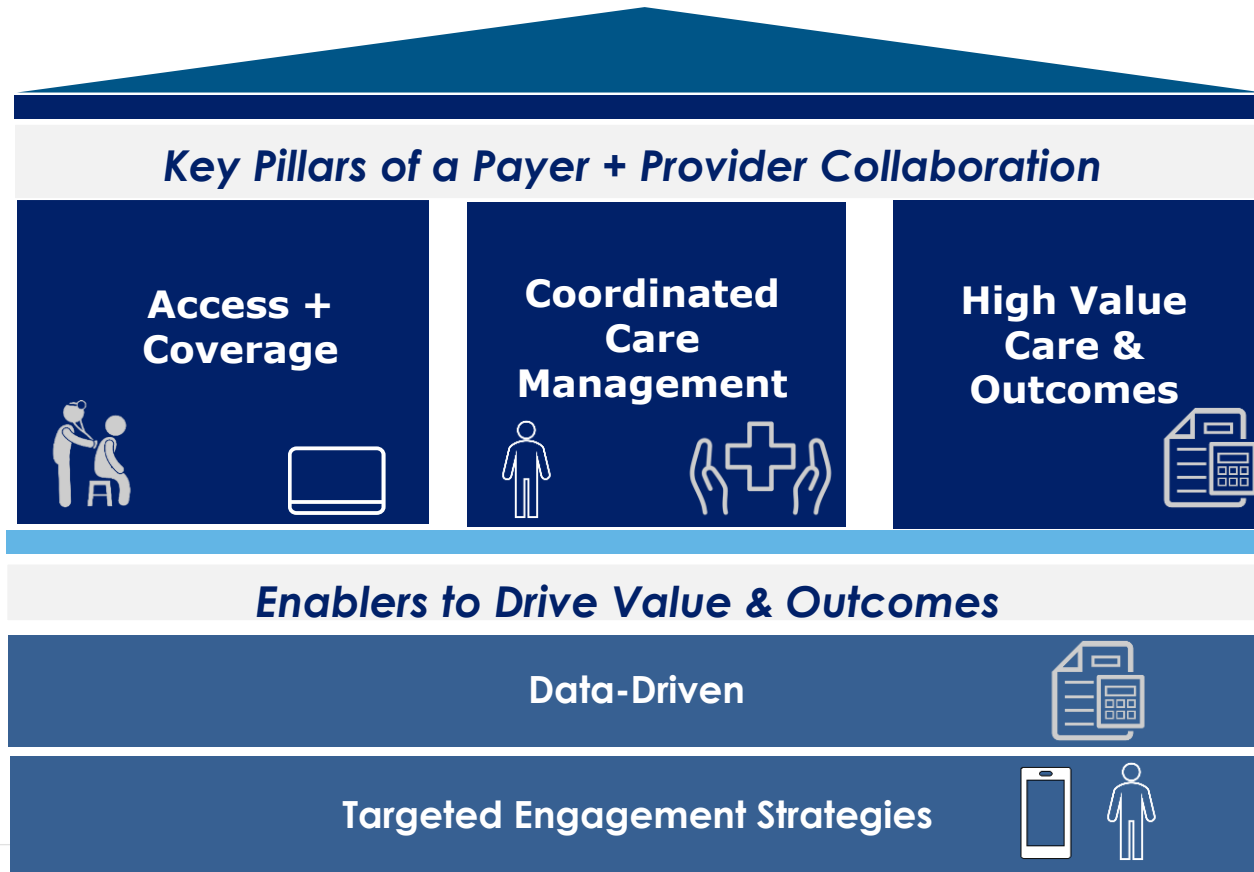 Key Pillars of a Payer + Provider Collaboration
Access +
Coverage
Coordinated
Care
Management
High Value
Care &
Outcomes
Enablers to Drive Value & Outcomes
Data-Driven
Targeted Engagement Strategies